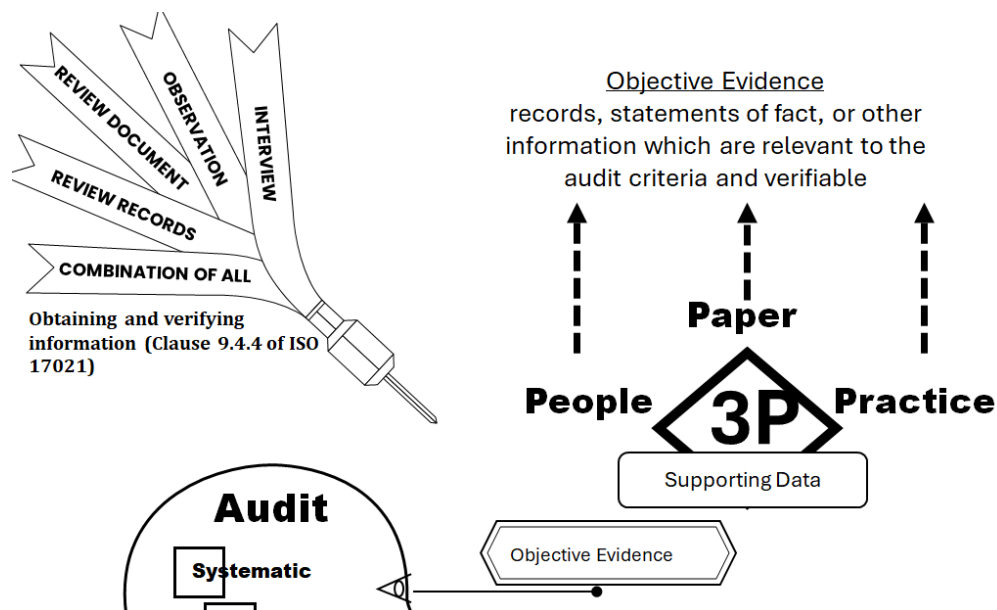 REVIEW DOCUMENT
OBSERVATION
INTERVIEW
REVIEW RECORDS
COMBINATION OF ALL
Obtaining and verifying
information (Clause 9.4.4 of ISO
17021)
Objective Evidence
records, statements of fact, or other
information which are relevant to the
audit criteria and verifiable
Paper
People
3P
Practice
Supporting Data
Objective Evidence
Audit
Systematic